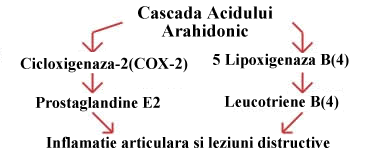 Cascada Acidului
Arahidonic
Cicloxigenaza-2(COX-2)
5 Lipoxigenaza B(4)
Prostaglandine E2
Leucotriene B(4)
Inflamatie articulara si leziuni distructive